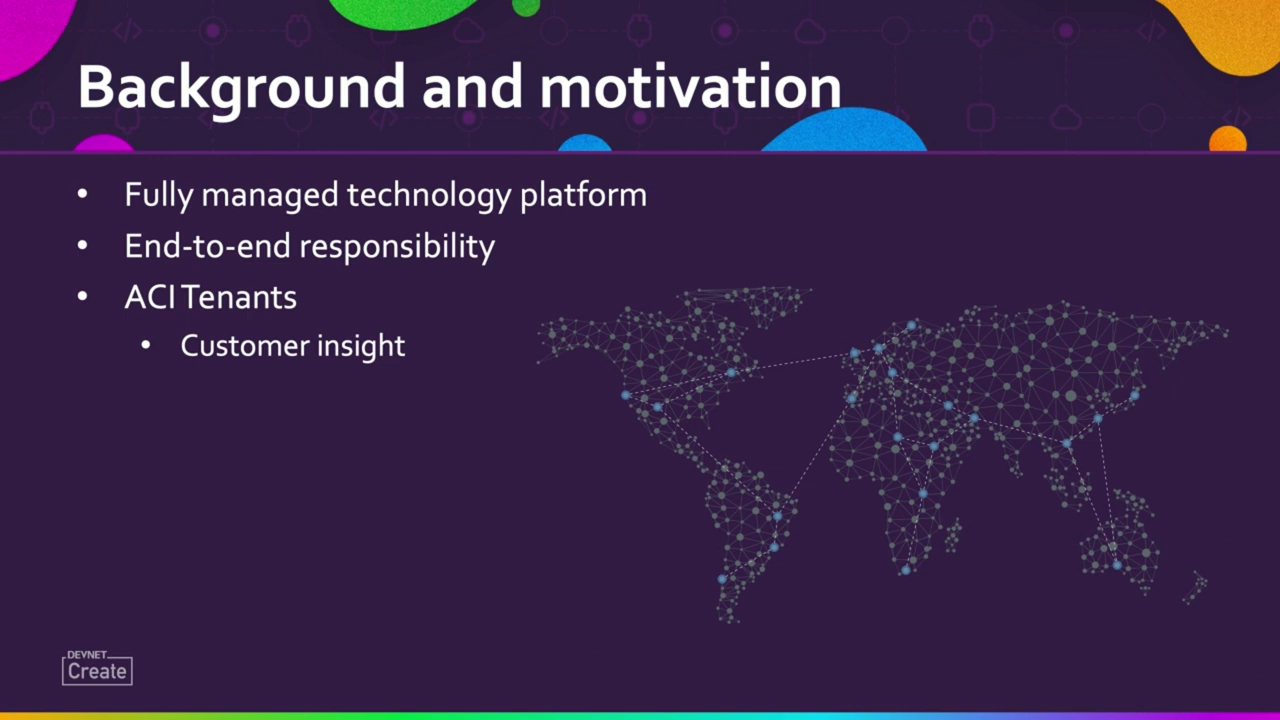 Background and motivation
• Fully managed technology platform
• End-to-end responsibility
• ACI Tenants
• Customer insight
DEVNET
Create